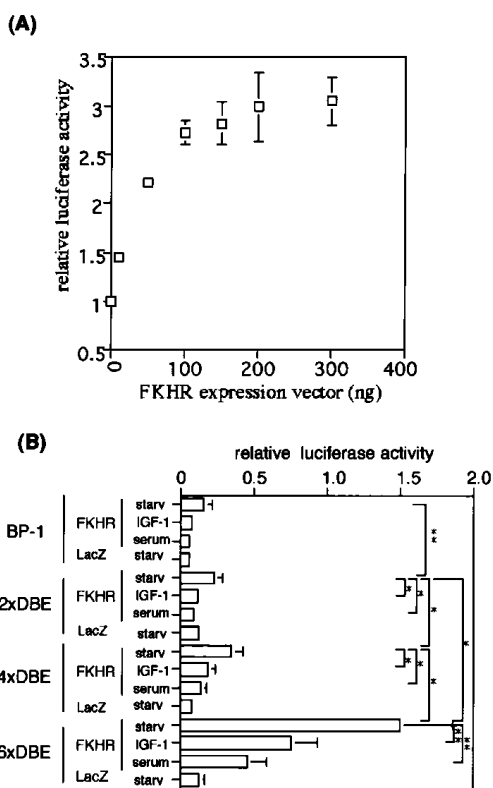 (A)
relative luciferase activity
3.5
3
2.5
2
1.5
1
0.5
0 100 200 300 400
FKHR expression vector (ng)
(B)
relative luciferase activity
0 0.5 1.0 1.5 2.0
BP-1 FKHR starv
IGF-1
serum
LacZ starv
2xDBE FKHR starv
IGF-1
serum
LacZ starv
4xDBE FKHR starv
IGF-1
serum
LacZ starv
6xDBE FKHR starv
IGF-1
serum
LacZ starv